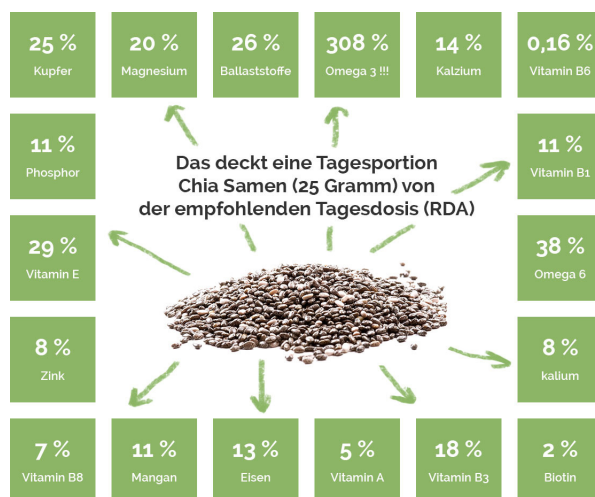 25 %
Kupfer
20 %
Magnesium
26 %
Ballaststoffe
308 %
Omega 3 !!!
14 %
Kalzium
0,16 %
Vitamin B6
11 %
Phosphor
Das deckt eine Tagesportion
Chia Samen (25 Gramm) von
der empfohlenden Tagesdosis (RDA)
11 %
Vitamin B1
29 %
Vitamin E
38 %
Omega 6
8 %
Zink
8 %
kalium
7 %
Vitamin B8
11 %
Mangan
13 %
Eisen
5 %
Vitamin A
18 %
Vitamin B3
2 %
Biotin